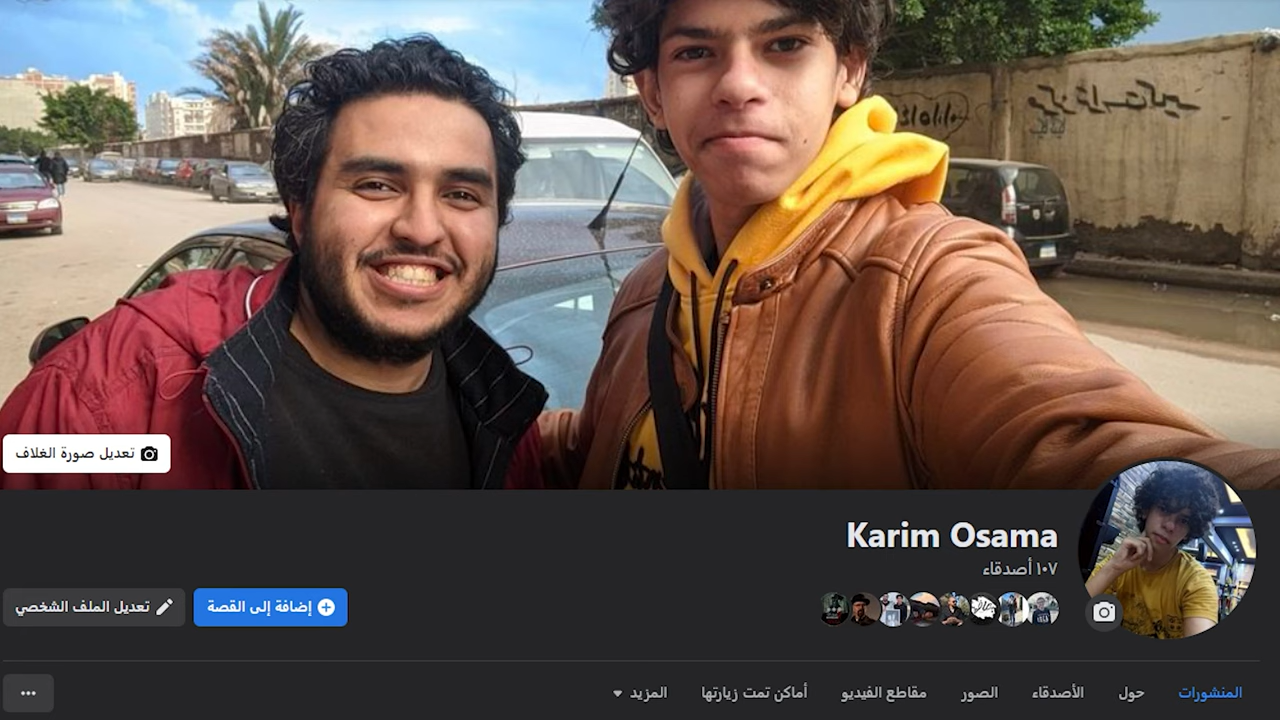 تعديل صورة الغلاف
Karim Osama
١٠٧ أصدقاء
إضافة إلى القصة
تعديل الملف الشخصي
المنشورات
حول
الأصدقاء
الصور
مقاطع الفيديو
أماكن تمت زيارتها
المزيد